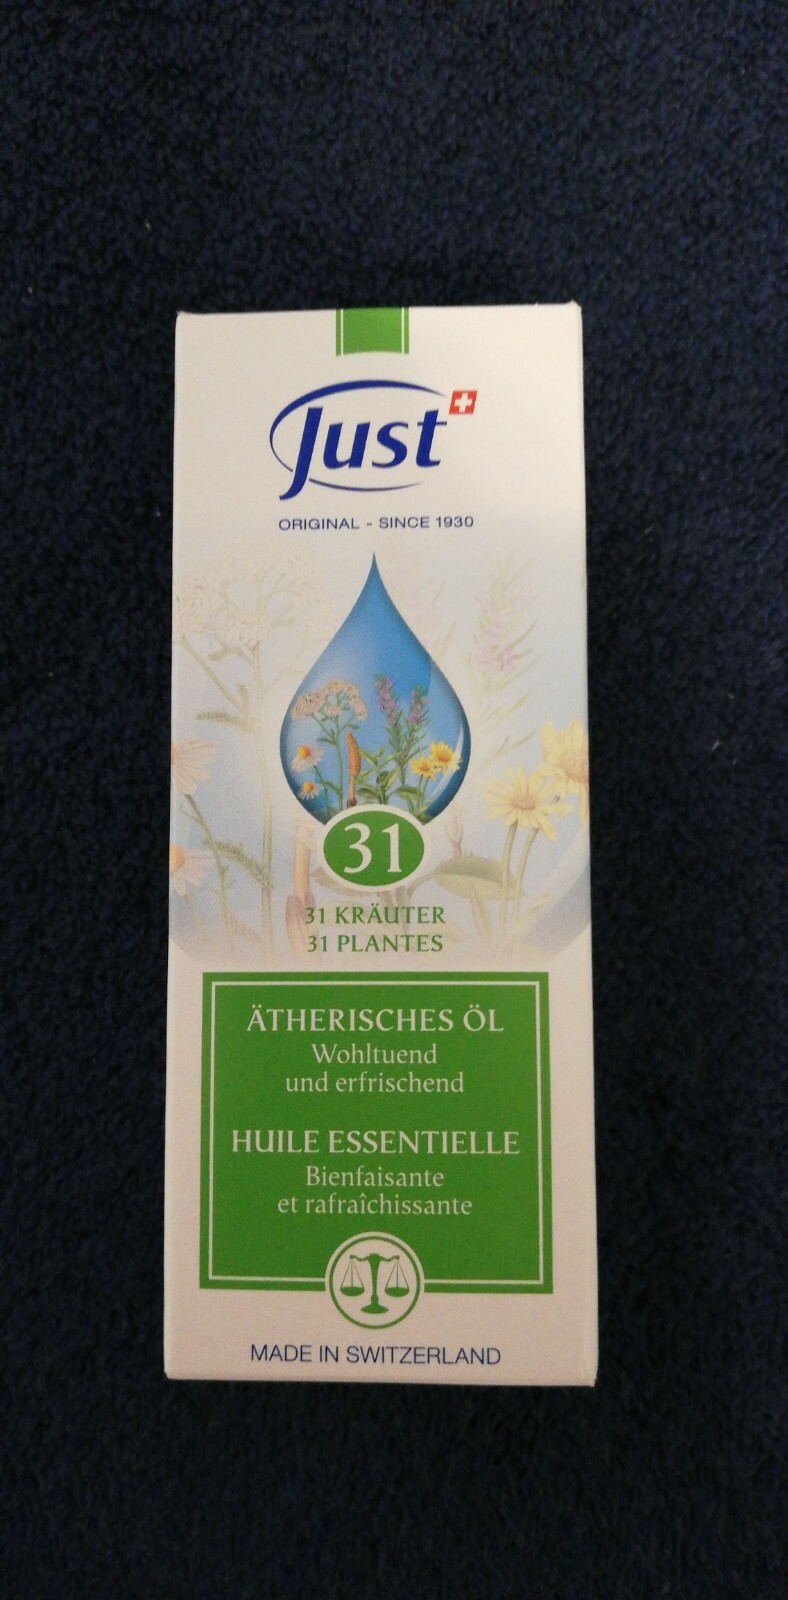 Just
ORIGINAL - SINCE 1930
31
31 KRÄUTER
31 PLANTES
ÄTHERISCHES ÖL
Wohltuend
und erfrischend
HUILE ESSENTIELLE
Bienfaisante
et rafraîchissante
MADE IN SWITZERLAND